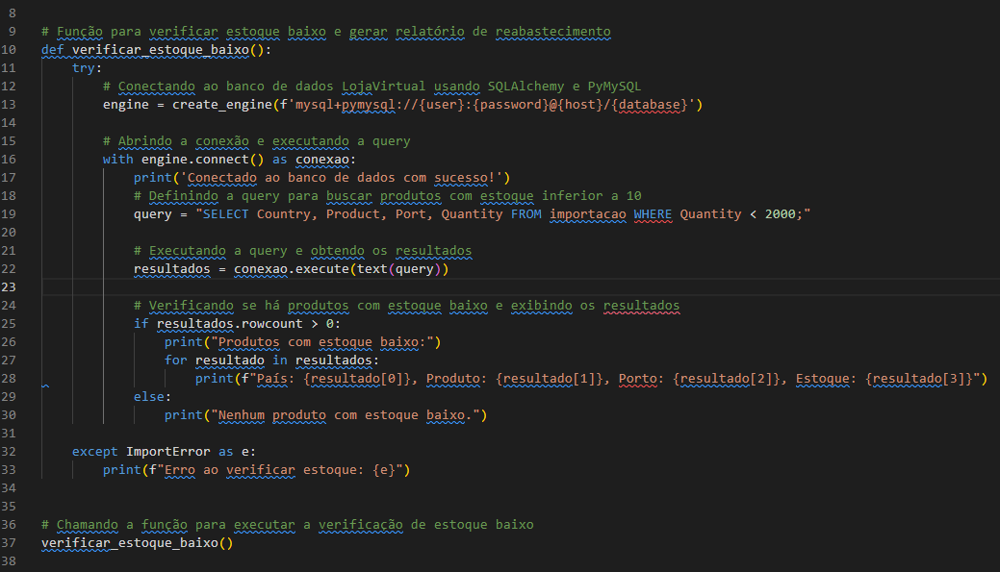 8
9 # Função para verificar estoque baixo e gerar relatório de reabastecimento
10 def verificar_estoque_baixo():
11     try:
12         # Conectando ao banco de dados LojaVirtual usando SQLAlchemy e PyMySQL
13         engine = create_engine(f'mysql+pymysql://{user}:{password}@{host}/{database}')
14
15         # Abrindo a conexão e executando a query
16         with engine.connect() as conexao:
17             print('Conectado ao banco de dados com sucesso!')
18             # Definindo a query para buscar produtos com estoque inferior a 10
19             query = "SELECT Country, Product, Port, Quantity FROM importacao WHERE Quantity < 2000;"
20
21             # Executando a query e obtendo os resultados
22             resultados = conexao.execute(text(query))
23
24             # Verificando se há produtos com estoque baixo e exibindo os resultados
25             if resultados.rowcount > 0:
26                 print("Produtos com estoque baixo:")
27                 for resultado in resultados:
28                     print(f"País: {resultado[0]}, Produto: {resultado[1]}, Porto: {resultado[2]}, Estoque: {resultado[3]}")
29             else:
30                 print("Nenhum produto com estoque baixo.")
31
32     except ImportError as e:
33         print(f"Erro ao verificar estoque: {e}")
34
35
36 # Chamando a função para executar a verificação de estoque baixo
37 verificar_estoque_baixo()
38